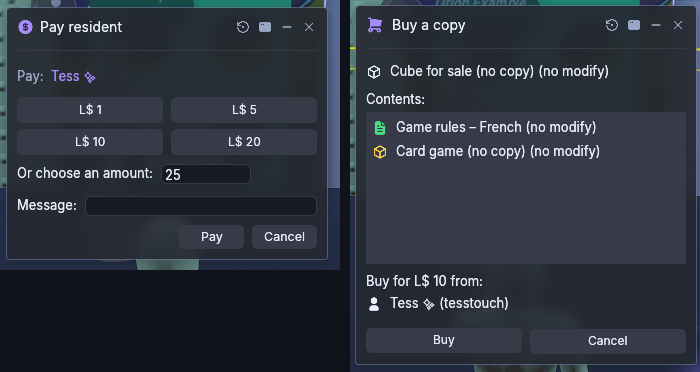 Pay resident
Pay: Tess
L$ 1
L$ 5
L$ 10
L$ 20
Or choose an amount: 25
Message:
Pay
Cancel
Orion Example
Buy a copy
Cube for sale (no copy) (no modify)
Contents:
Game rules – French (no modify)
Card game (no copy) (no modify)
Buy for L$ 10 from:
Tess (tesstouch)
Buy
Cancel